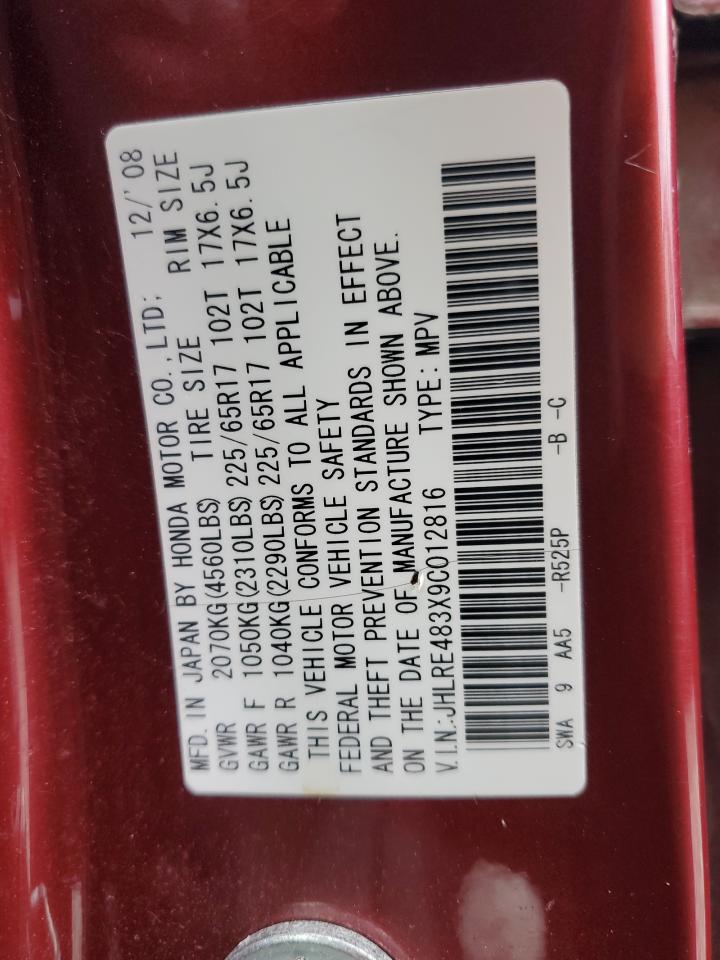 MFD. IN JAPAN BY HONDA MOTOR CO., LTD: 12/'08
GVWR 2070KG(4560LBS) TIRE SIZE RIM SIZE
GAWR F 1050KG(2310LBS) 225/65R17 102T 17X6.5J
GAWR R 1040KG(2290LBS) 225/65R17 102T 17X6.5J
THIS VEHICLE CONFORMS TO ALL APPLICABLE
FEDERAL MOTOR VEHICLE SAFETY
AND THEFT PREVENTION STANDARDS IN EFFECT
ON THE DATE OF MANUFACTURE SHOWN ABOVE.
V.I.N.:JHLRE483X9C012816 TYPE: MPV
SWA 9 AA5 -R525P -B -C